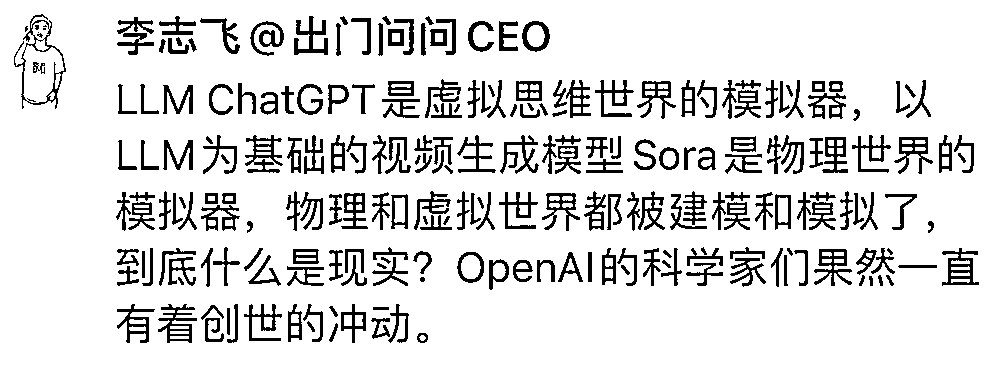 李志飞@出门问问CEO
LLM ChatGPT是虚拟思维世界的模拟器，以
LLM为基础的视频生成模型Sora是物理世界的
模拟器，物理和虚拟世界都被建模和模拟了，
到底什么是现实？OpenAI的科学家们果然一直
有着创世的冲动。